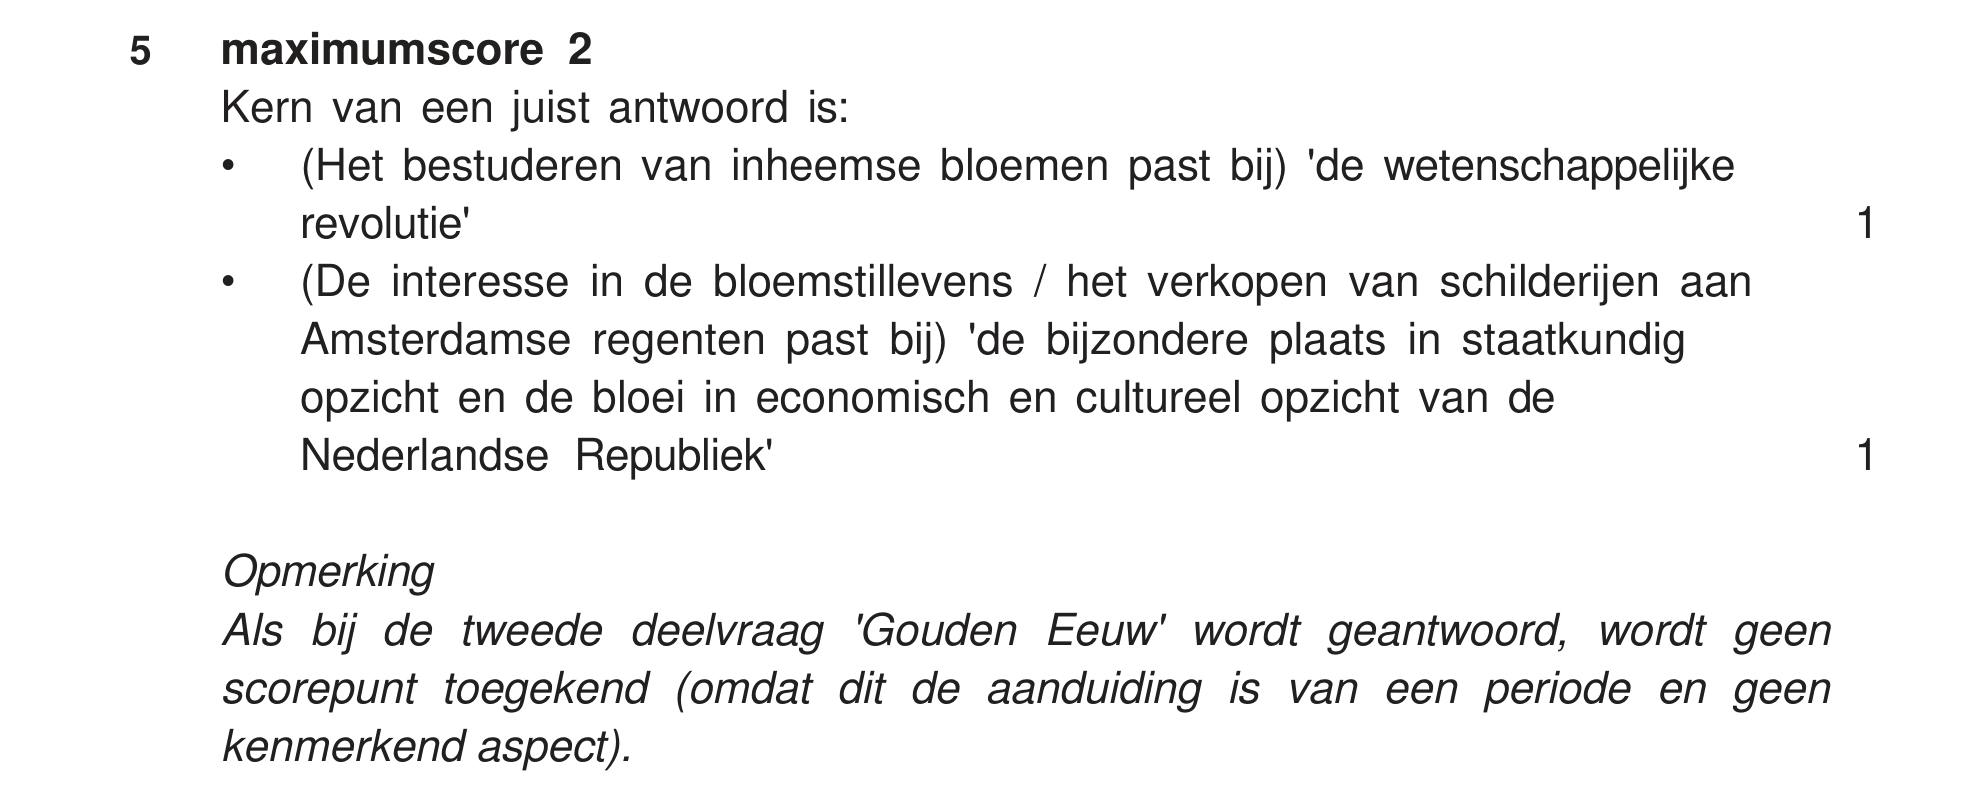 5 maximumscore 2
Kern van een juist antwoord is:
• (Het bestuderen van inheemse bloemen past bij) 'de wetenschappelijke
revolutie' 1
• (De interesse in de bloemstillevens / het verkopen van schilderijen aan
Amsterdamse regenten past bij) 'de bijzondere plaats in staatkundig
opzicht en de bloei in economisch en cultureel opzicht van de
Nederlandse Republiek' 1
Opmerking
Als bij de tweede deelvraag 'Gouden Eeuw' wordt geantwoord, wordt geen
scorepunt toegekend (omdat dit de aanduiding is van een periode en geen
kenmerkend aspect).